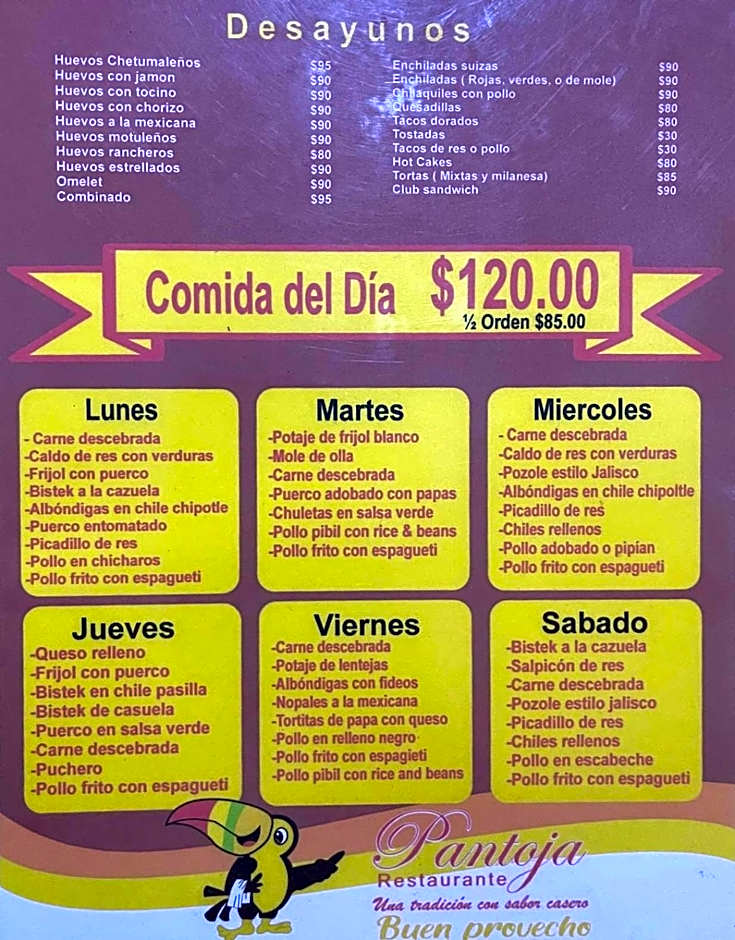 Desayunos
Huevos Chetumaleños $95
Huevos con jamon $90
Huevos con tocino $90
Huevos con chorizo $90
Huevos a la mexicana $90
Huevos motuleños $90
Huevos rancheros $80
Huevos estrellados $90
Omelet $90
Combinado $95
Enchiladas suizas $90
Enchiladas ( Rojas, verdes, o de mole) $90
Chilaquiles con pollo $90
Quesadillas $80
Tacos dorados $80
Tostadas $30
Tacos de res o pollo $30
Hot Cakes $80
Tortas ( Mixtas y milanesa) $85
Club sandwich $90
Comida del Día $120.00
½ Orden $85.00
Lunes
- Carne descebrada
-Caldo de res con verduras
-Frijol con puerco
-Bistek a la cazuela
-Albóndigas en chile chipotle
-Puerco entomatado
-Picadillo de res
-Pollo en chicharos
-Pollo frito con espagueti
Martes
-Potaje de frijol blanco
-Mole de olla
-Carne descebrada
-Puerco adobado con papas
-Chuletas en salsa verde
-Pollo pibil con rice & beans
-Pollo frito con espagueti
Miercoles
- Carne descebrada
-Caldo de res con verduras
-Pozole estilo Jalisco
-Albóndigas en chile chipoltle
-Picadillo de res
-Chiles rellenos
-Pollo adobado o pipian
-Pollo frito con espagueti
Jueves
-Queso relleno
-Frijol con puerco
-Bistek en chile pasilla
-Bistek de casuela
-Puerco en salsa verde
-Carne descebrada
-Puchero
-Pollo frito con espagueti
Viernes
-Carne descebrada
-Potaje de lentejas
-Albóndigas con fideos
-Nopales a la mexicana
-Tortitas de papa con queso
-Pollo en relleno negro
-Pollo frito con espagieti
-Pollo pibil con rice and beans
Sabado
-Bistek a la cazuela
-Salpicón de res
-Carne descebrada
-Pozole estilo jalisco
-Picadillo de res
-Chiles rellenos
-Pollo en escabeche
-Pollo frito con espagueti
Pantoja
Restaurante
Una tradición con sabor casero
Buen provecho